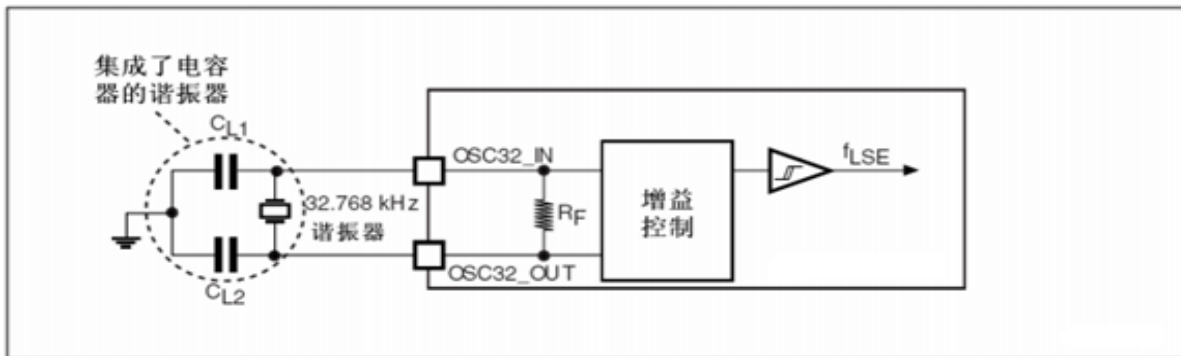 集成了电容
器的谐振器
CL1
OSC32_IN
fLSE
32.768 kHz
谐振器
RF
增益
控制
OSC32_OUT
CL2